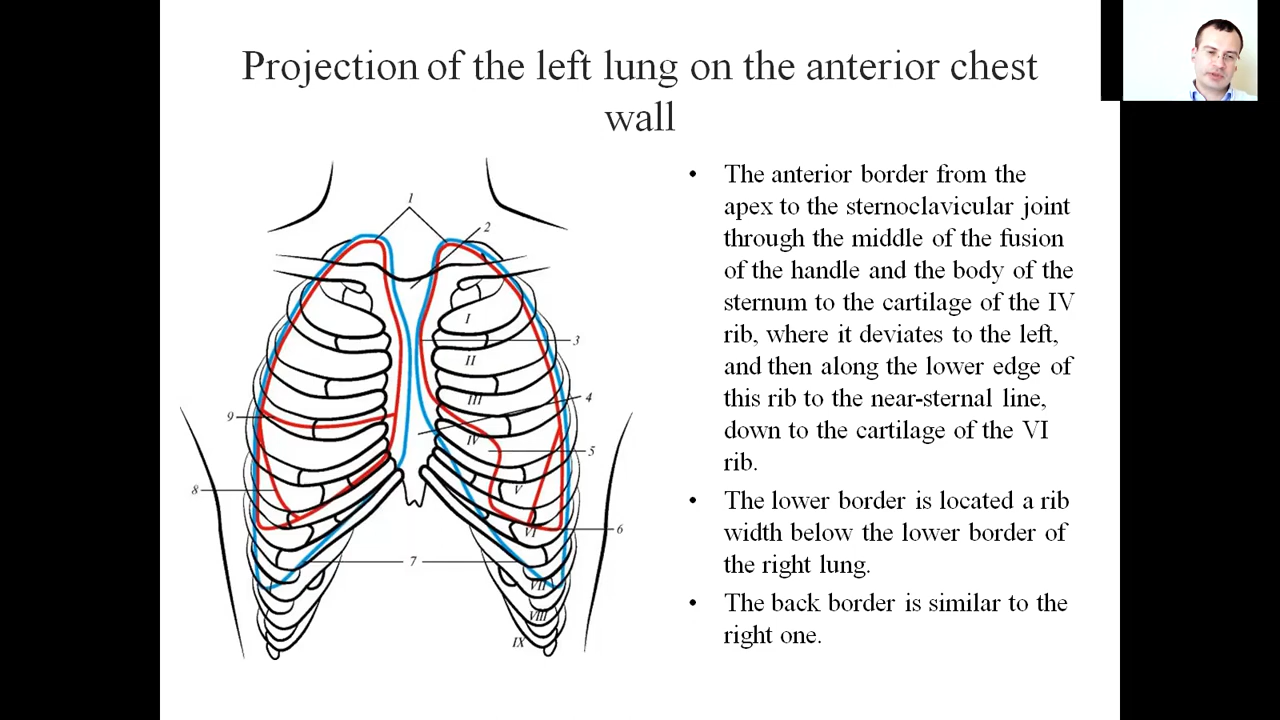 Projection of the left lung on the anterior chest
wall
1
2
I
3
II
III
4
9
IV
5
8
V
VI
6
7
VII
VIII
IX
• The anterior border from the
apex to the sternoclavicular joint
through the middle of the fusion
of the handle and the body of the
sternum to the cartilage of the IV
rib, where it deviates to the left,
and then along the lower edge of
this rib to the near-sternal line,
down to the cartilage of the VI
rib.
• The lower border is located a rib
width below the lower border of
the right lung.
• The back border is similar to the
right one.